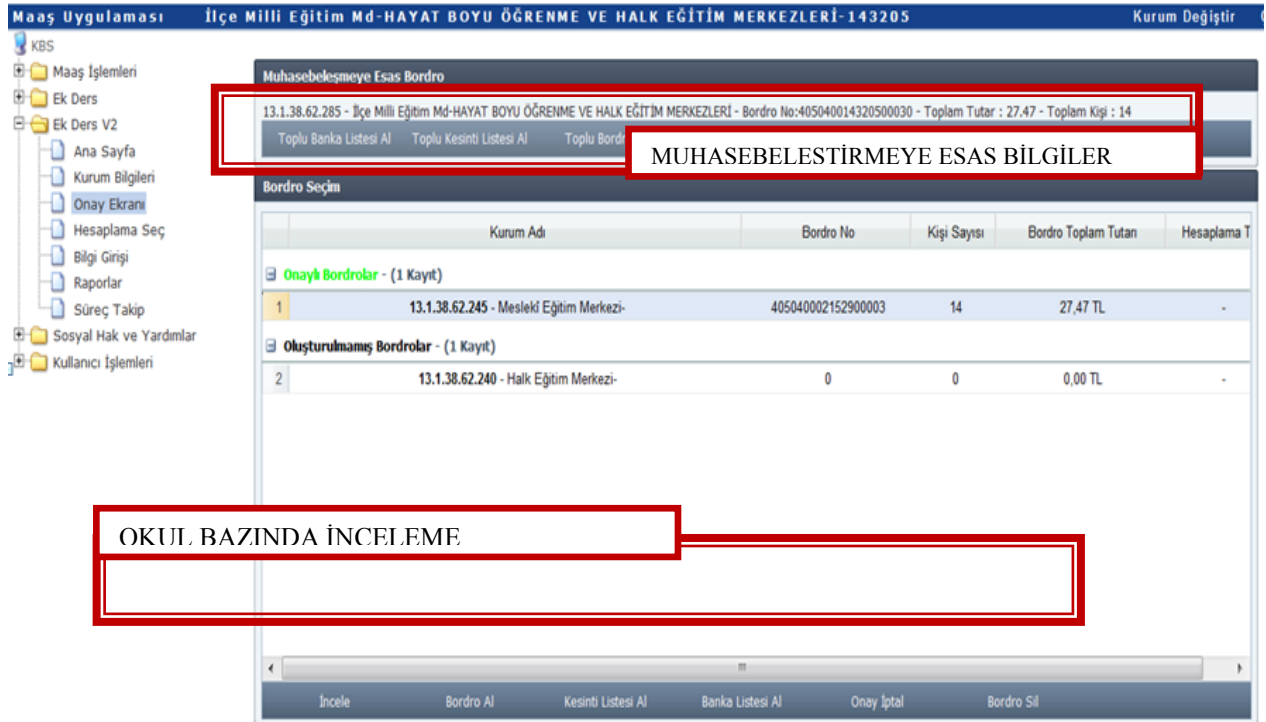 Maaş Uygulaması İlçe Milli Eğitim Md-HAYAT BOYU ÖĞRENME VE HALK EĞİTİM MERKEZLERİ-143205 Kurum Değiştir
KBS
Maaş İşlemleri
Ek Ders
Ek Ders V2
Ana Sayfa
Kurum Bilgileri
Onay Ekranı
Hesaplama Seç
Bilgi Girişi
Raporlar
Süreç Takip
Sosyal Hak ve Yardımlar
Kullanıcı İşlemleri
Muhasebeleşmeye Esas Bordro
13.1.38.62.285 - İlçe Milli Eğitim Md-HAYAT BOYU ÖĞRENME VE HALK EĞİTİM MERKEZLERİ - Bordro No:405040014320500030 - Toplam Tutar : 27.47 - Toplam Kişi : 14
Toplu Banka Listesi Al Toplu Kesinti Listesi Al Toplu Bordr
MUHASEBELESTİRMEYE ESAS BİLGİLER
Bordro Seçim
Kurum Adı Bordro No Kişi Sayısı Bordro Toplam Tutarı Hesaplama T
Onaylı Bordrolar - (1 Kayıt)
1 13.1.38.62.245 - Meslekî Eğitim Merkezi- 405040002152900003 14 27,47 TL -
Oluşturulmamış Bordrolar - (1 Kayıt)
2 13.1.38.62.240 - Halk Eğitim Merkezi- 0 0 0,00 TL -
OKUL BAZINDA İNCELEME
İncele Bordro Al Kesinti Listesi Al Banka Listesi Al Onay İptal Bordro Sil